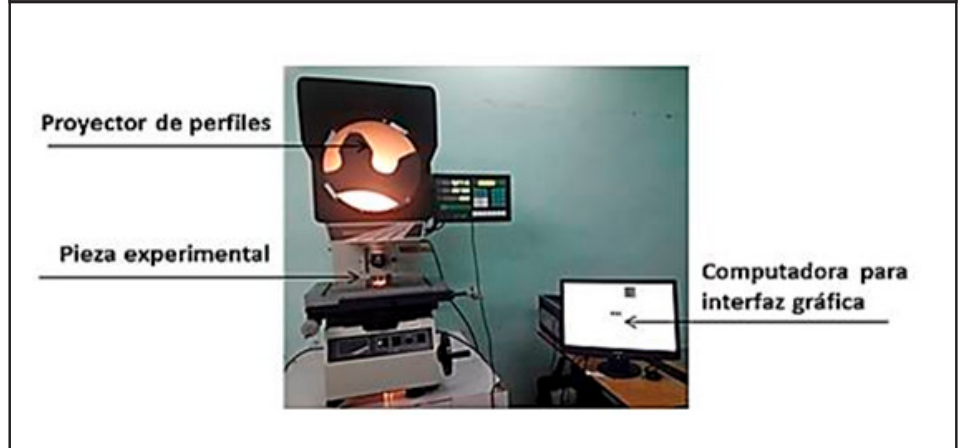 Proyector de perfiles
Pieza experimental
Computadora para
interfaz gráfica